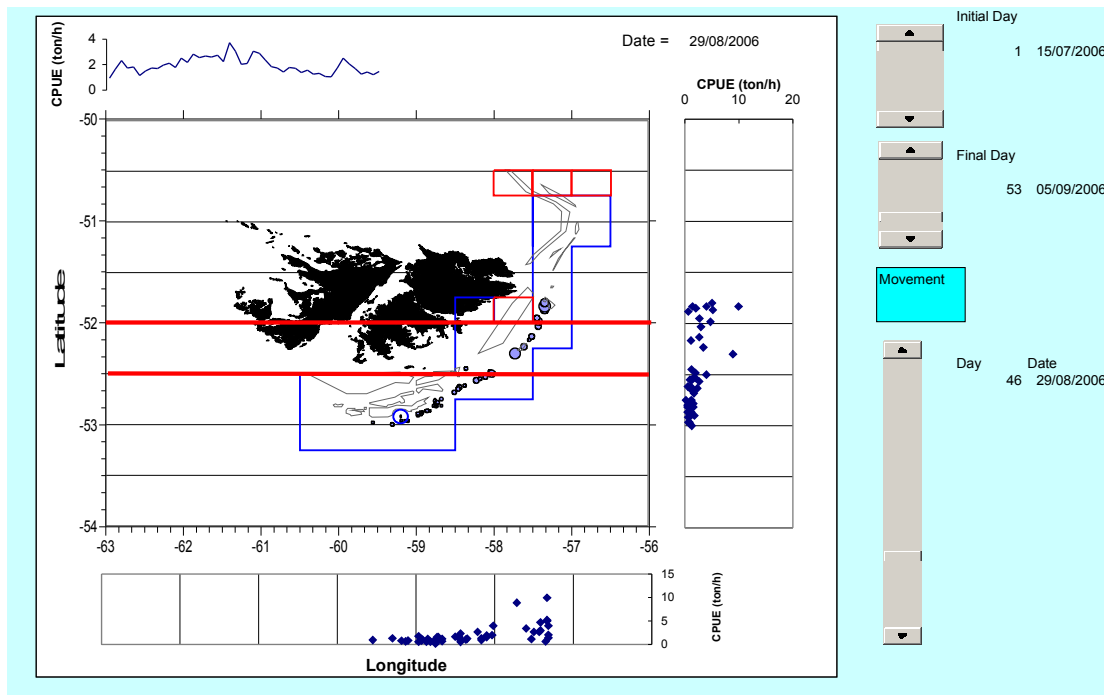 Initial Day
1 15/07/2006
Final Day
53 05/09/2006
Movement
Day Date
46 29/08/2006
Date = 29/08/2006
CPUE (ton/h)
4
2
0
CPUE (ton/h)
0 10 20
Latitude
-50
-51
-52
-53
-54
-63 -62 -61 -60 -59 -58 -57 -56
15
10
5
0
CPUE (ton/h)
Longitude